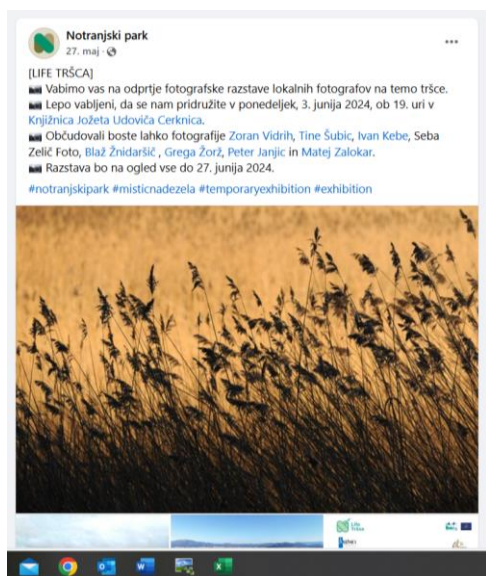 Notranjski park
27. maj
[LIFE TRŠCA]
Vabimo vas na odprtje fotografske razstave lokalnih fotografov na temo tršce.
Lepo vabljeni, da se nam pridružite v ponedeljek, 3. junija 2024, ob 19. uri v
Knjižnica Jožeta Udoviča Cerknica.
Občudovali boste lahko fotografije Zoran Vidrih, Tine Šubic, Ivan Kebe, Seba
Zelič Foto, Blaž Žnidaršič , Grega Žorž, Peter Janjic in Matej Zalokar.
Razstava bo na ogled vse do 27. junija 2024.
#notranjskipark #misticnadezela #temporaryexhibition #exhibition
Life
Tršca